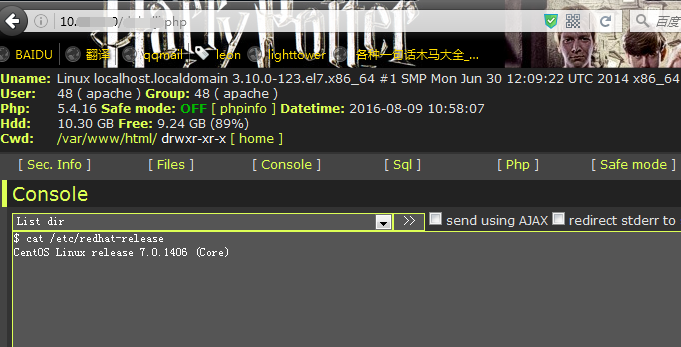 Harry Potter
10.
php
百度
BAIDU 翻译 qqmail leon lighttower 各种一句话木马大全_
Uname: Linux localhost.localdomain 3.10.0-123.el7.x86_64 #1 SMP Mon Jun 30 12:09:22 UTC 2014 x86_64
User: 48 ( apache ) Group: 48 ( apache )
Php: 5.4.16 Safe mode: OFF [ phpinfo ] Datetime: 2016-08-09 10:58:07
Hdd: 10.30 GB Free: 9.24 GB (89%)
Cwd: /var/www/html/ drwxr-xr-x [ home ]
[ Sec. Info ] [ Files ] [ Console ] [ Sql ] [ Php ] [ Safe mode ]
Console
List dir >> send using AJAX redirect stderr to
$ cat /etc/redhat-release
CentOS Linux release 7.0.1406 (Core)